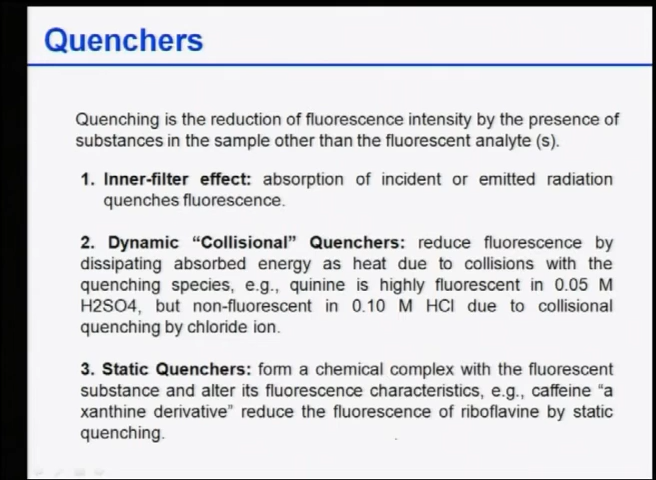 Quenchers
Quenching is the reduction of fluorescence intensity by the presence of
substances in the sample other than the fluorescent analyte (s).
1. Inner-filter effect: absorption of incident or emitted radiation
quenches fluorescence.
2. Dynamic “Collisional” Quenchers: reduce fluorescence by
dissipating absorbed energy as heat due to collisions with the
quenching species, e.g., quinine is highly fluorescent in 0.05 M
H2SO4, but non-fluorescent in 0.10 M HCl due to collisional
quenching by chloride ion.
3. Static Quenchers: form a chemical complex with the fluorescent
substance and alter its fluorescence characteristics, e.g., caffeine “a
xanthine derivative” reduce the fluorescence of riboflavine by static
quenching.